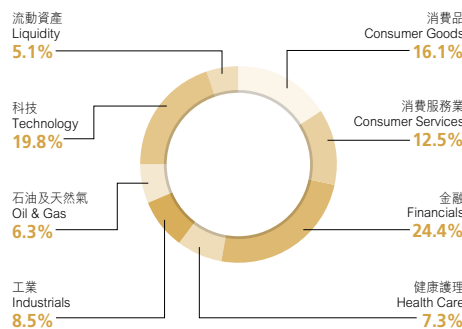 流動資產
Liquidity
5.1%
科技
Technology
19.8%
石油及天然氣
Oil & Gas
6.3%
工業
Industrials
8.5%
消費品
Consumer Goods
16.1%
消費服務業
Consumer Services
12.5%
金融
Financials
24.4%
健康護理
Health Care
7.3%